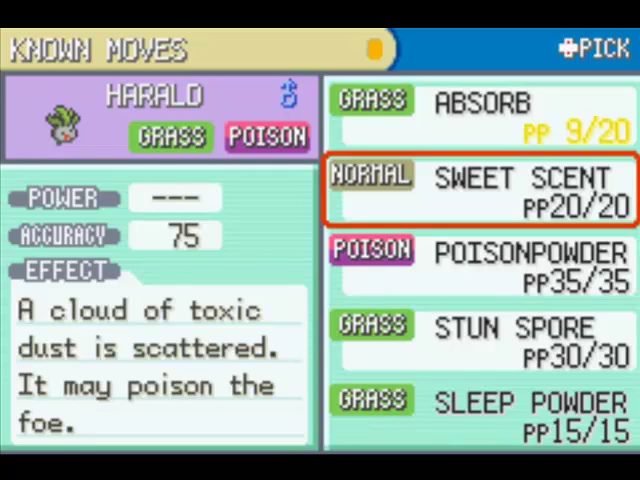 KNOWN MOVES
PICK
HARALD ♂
GRASS POISON
POWER ---
ACCURACY 75
EFFECT
A cloud of toxic
dust is scattered.
It may poison the
foe.
GRASS ABSORB
PP 9/20
NORMAL SWEET SCENT
PP20/20
POISON POISONPOWDER
PP35/35
GRASS STUN SPORE
PP30/30
GRASS SLEEP POWDER
PP15/15